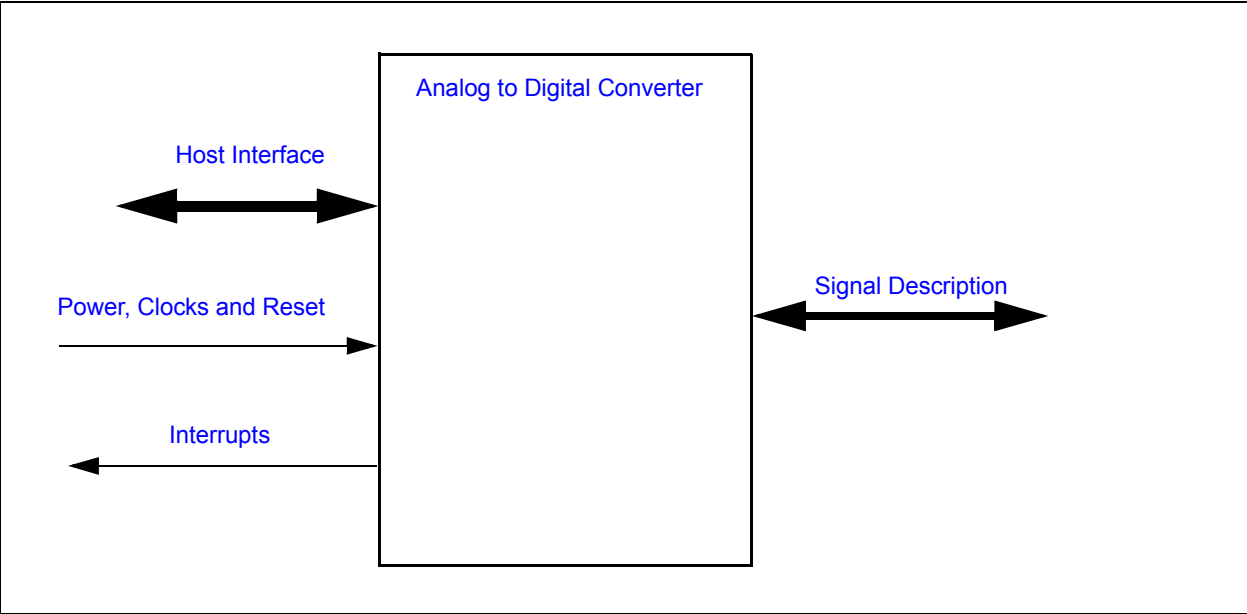 Analog to Digital Converter
Host Interface
Signal Description
Power, Clocks and Reset
Interrupts